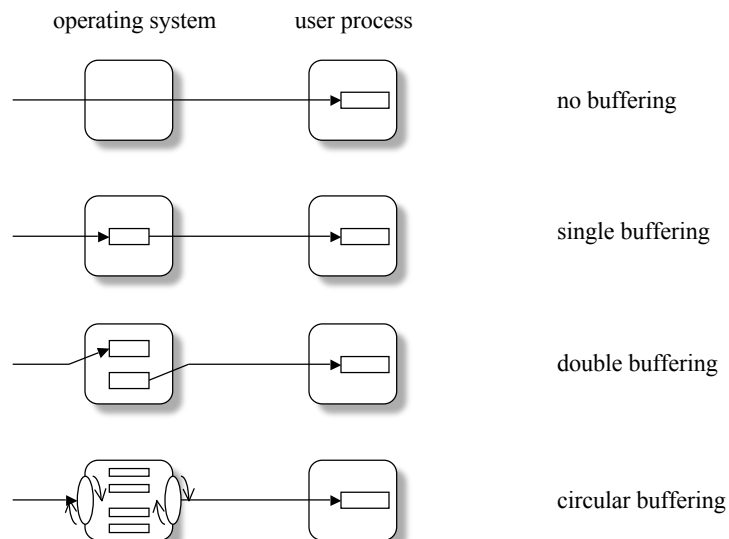 operating system user process
no buffering
single buffering
double buffering
circular buffering